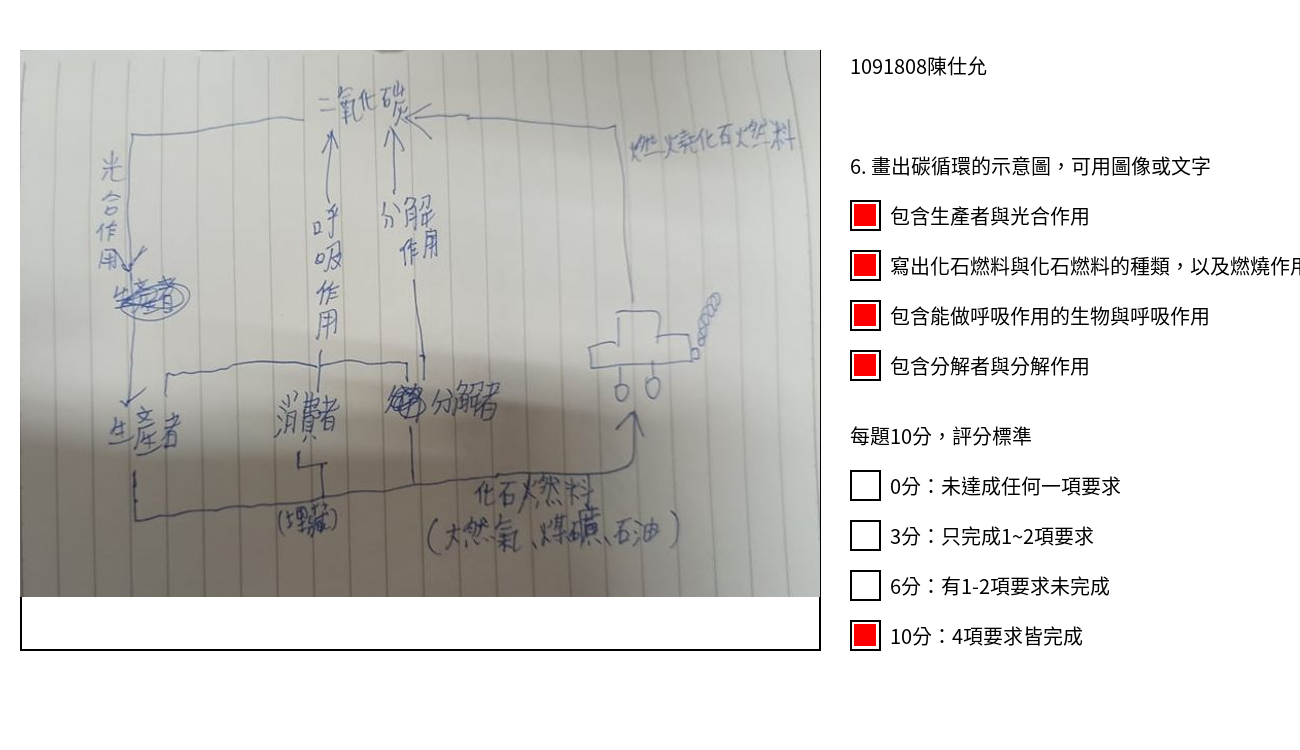 二氧化碳
光合作用
呼吸作用
分解作用
燃燒化石燃料
生產者
消費者
分解者
(埋藏)
化石燃料
(大然氣、煤礦、石油)
1091808陳仕允
6. 畫出碳循環的示意圖，可用圖像或文字
包含生產者與光合作用
寫出化石燃料與化石燃料的種類，以及燃燒作用
包含能做呼吸作用的生物與呼吸作用
包含分解者與分解作用
每題10分，評分標準
0分：未達成任何一項要求
3分：只完成1~2項要求
6分：有1-2項要求未完成
10分：4項要求皆完成